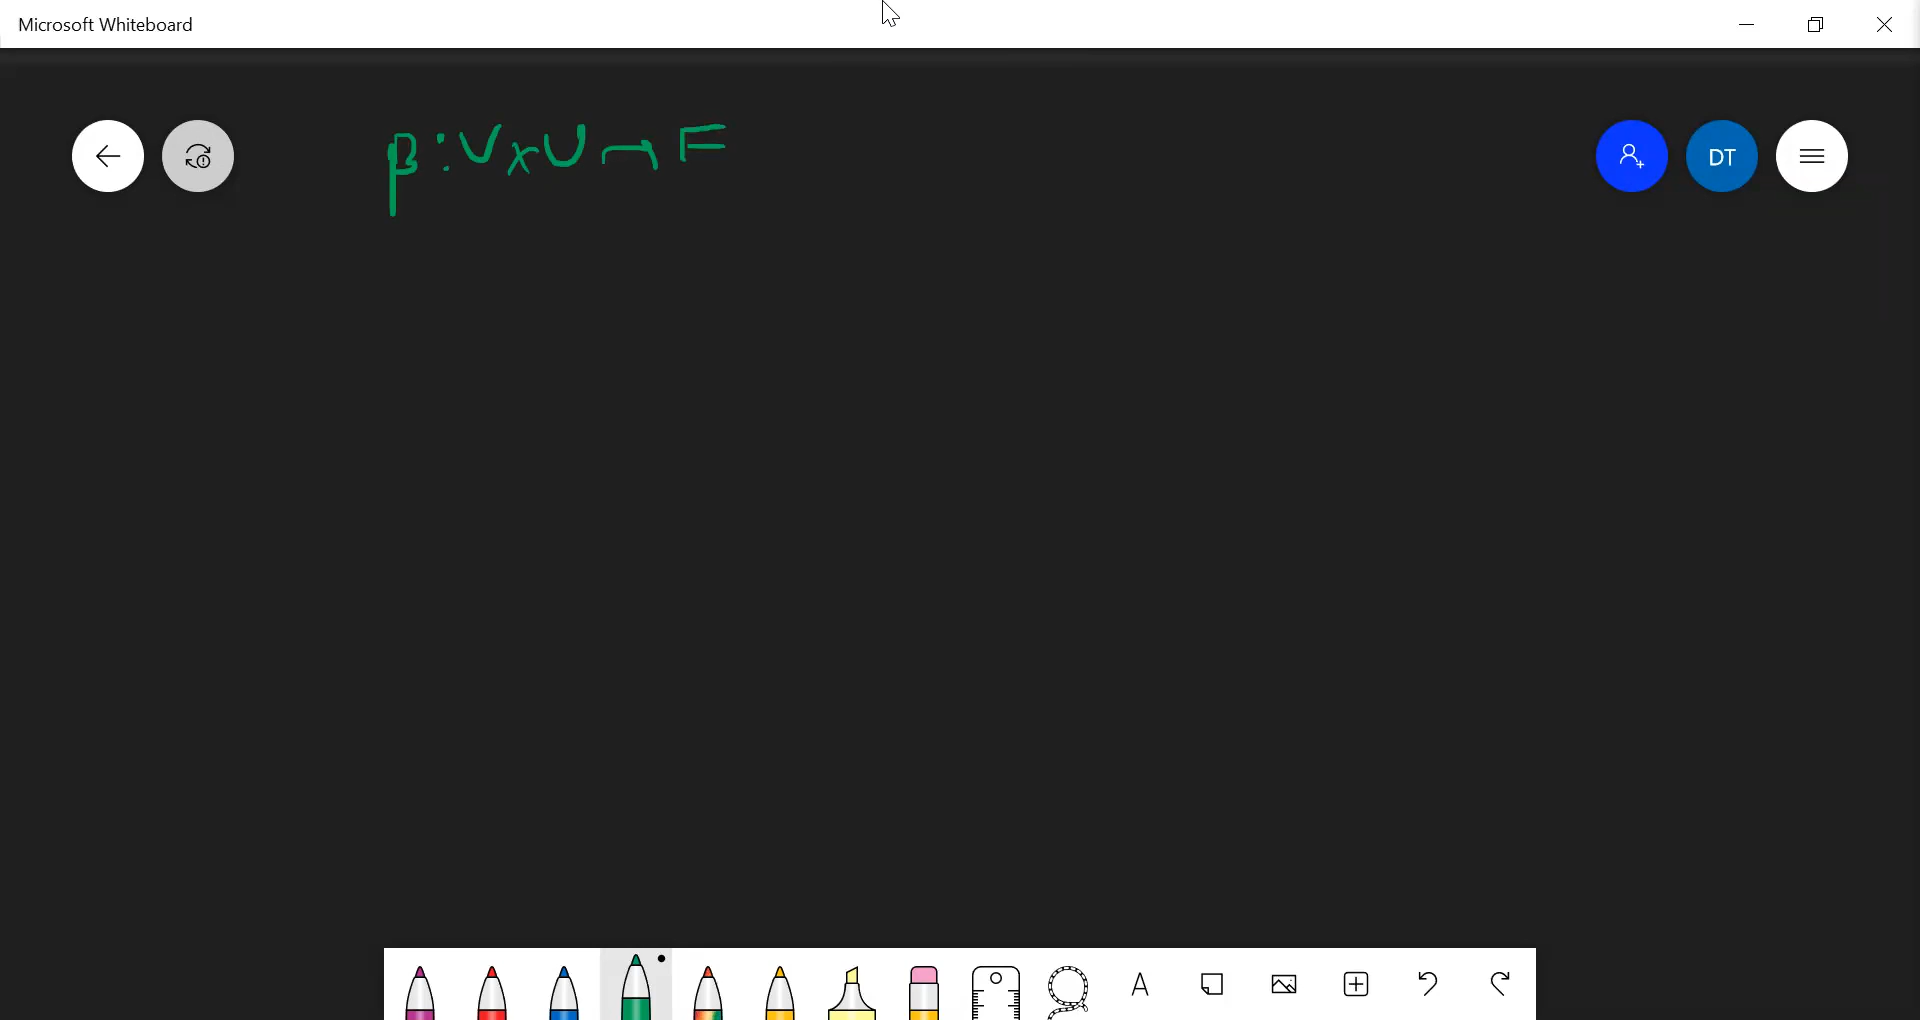 Microsoft Whiteboard
β : V x U → F
DT
A